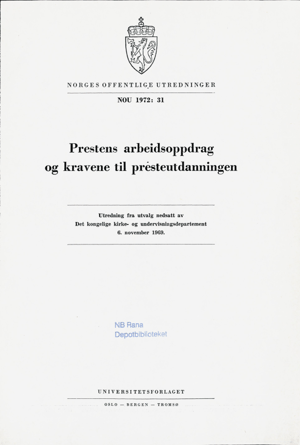 NORGES OFFENTLIGE UTREDNINGER
NOU 1972: 31
Prestens arbeidsoppdrag
og kravene til presteutdanningen
Utredning fra utvalg nedsatt av
Det kongelige kirke- og undervisningsdepartement
6. november 1969.
NB Rana
Depotbiblioteket
UNIVERSITETSFORLAGET
OSLO — BERGEN — TROMSØ